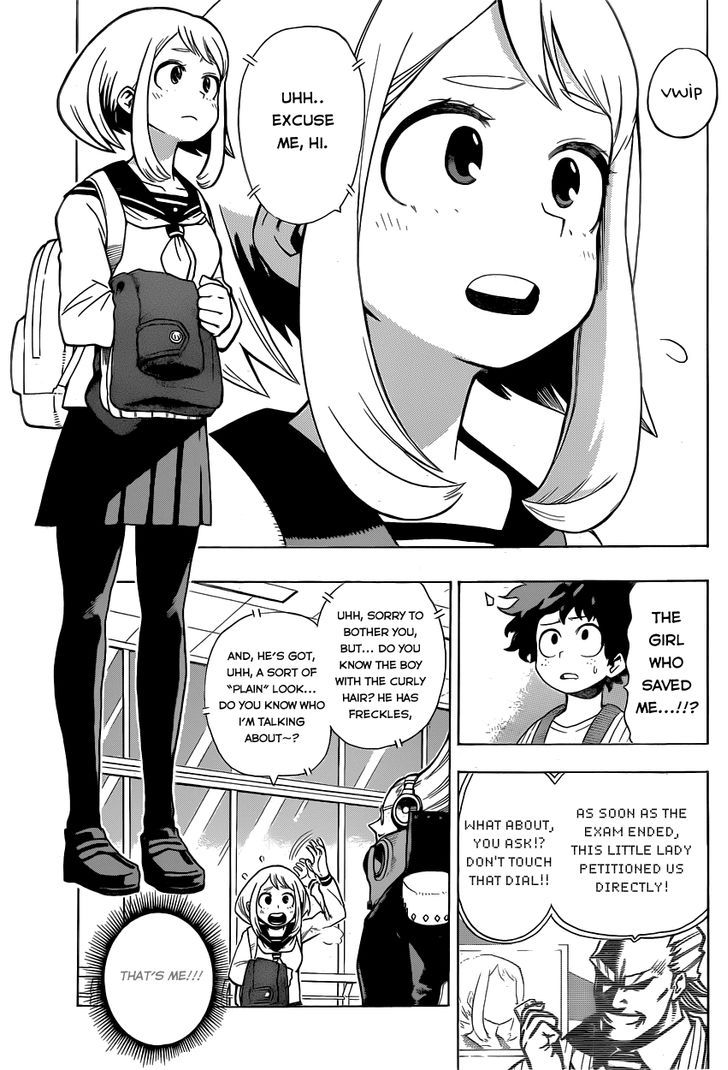 VWIP
UHH..
EXCUSE
ME, HI.
THE
GIRL
WHO
SAVED
ME...!!?
AS SOON AS THE
EXAM ENDED,
THIS LITTLE LADY
PETITIONED US
DIRECTLY!
WHAT ABOUT,
YOU ASK!?
DON'T TOUCH
THAT DIAL!!
UHH, SORRY TO
BOTHER YOU,
BUT... DO YOU
KNOW THE BOY
WITH THE CURLY
HAIR? HE HAS
FRECKLES,
AND, HE'S GOT,
UHH, A SORT OF
"PLAIN" LOOK...
DO YOU KNOW WHO
I'M TALKING
ABOUT~?
THAT'S ME!!!